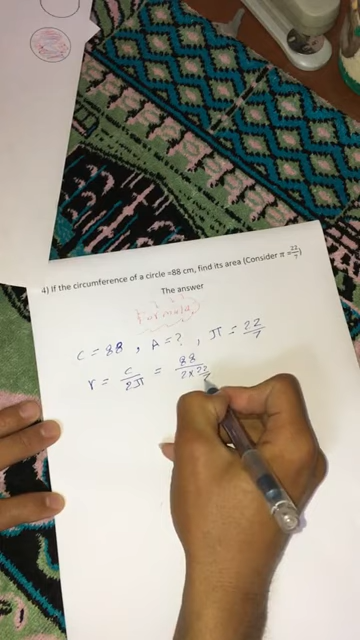 4) If the circumference of a circle =88 cm, find its area (Consider π =22/7)
The answer
Formula
C = 88 , A = ? , π = 22/7
r = C/2π = 88/2×22/